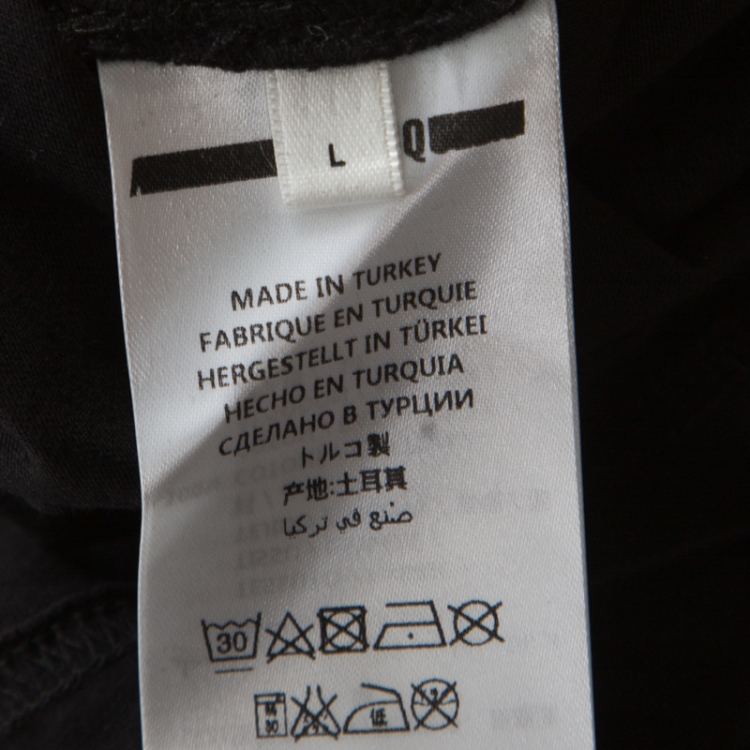 L
Q
MADE IN TURKEY
FABRIQUE EN TURQUIE
HERGESTELLT IN TÜRKEI
HECHO EN TURQUIA
СДЕЛАНО В ТУРЦИИ
トルコ製
产地:土耳其
صنع في تركيا
30
低